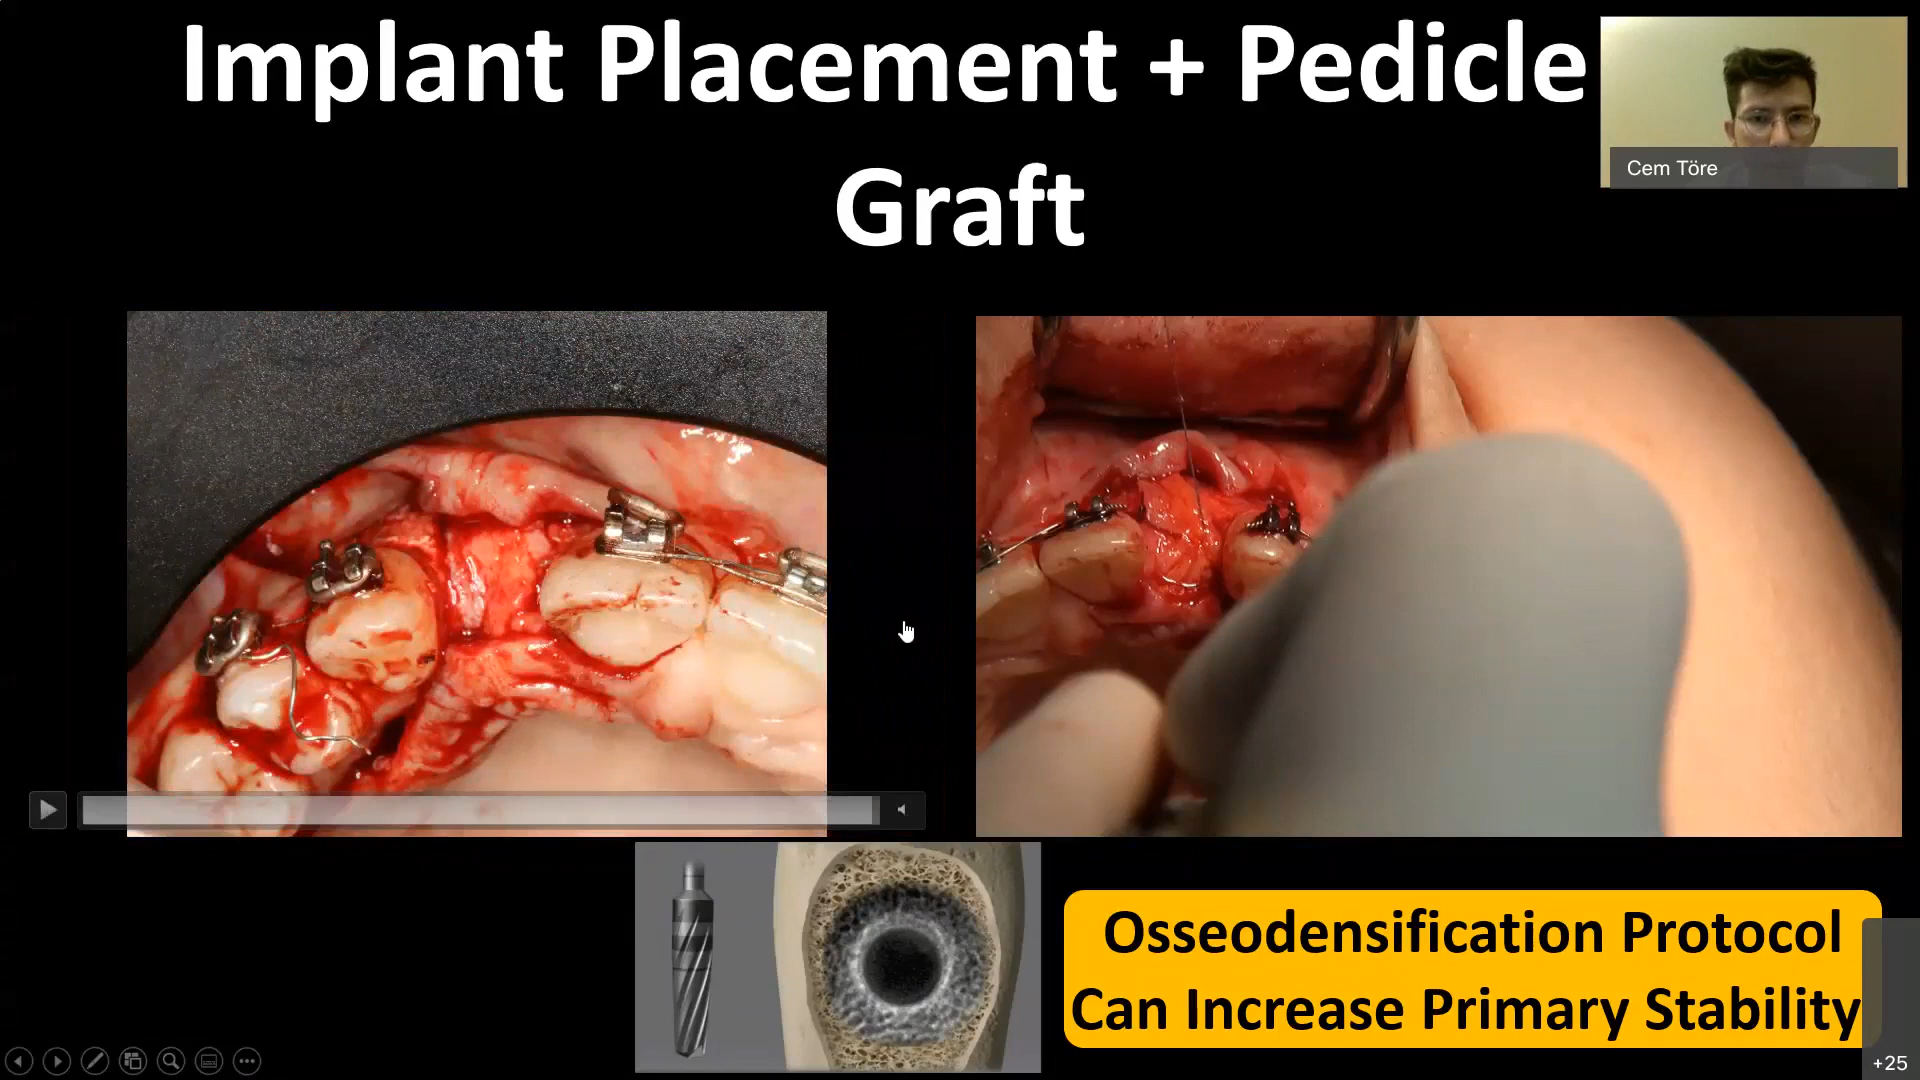 Implant Placement + Pedicle
Graft
Cem Töre
Osseodensification Protocol
Can Increase Primary Stability
+25